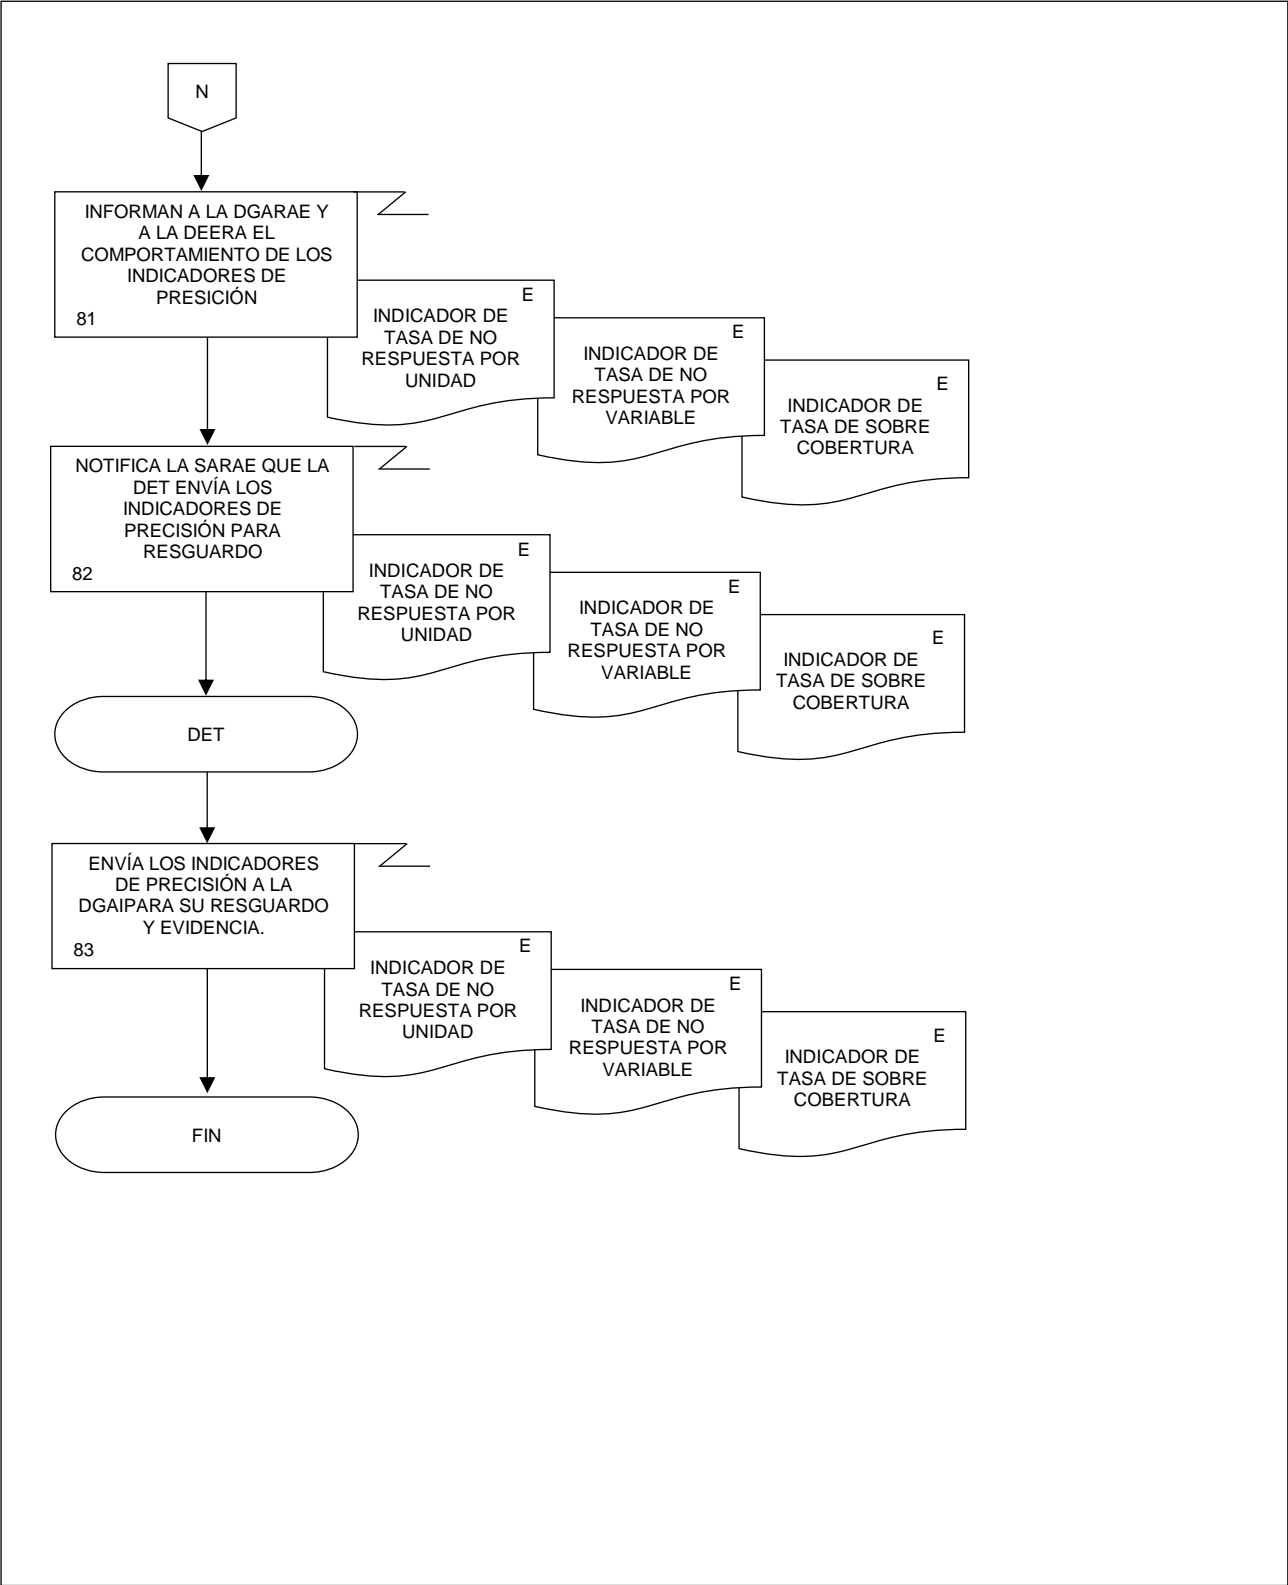 N
INFORMAN A LA DGARAE Y
A LA DEERA EL
COMPORTAMIENTO DE LOS
INDICADORES DE
PRESICIÓN
81
E
INDICADOR DE
TASA DE NO
RESPUESTA POR
UNIDAD
E
INDICADOR DE
TASA DE NO
RESPUESTA POR
VARIABLE
E
INDICADOR DE
TASA DE SOBRE
COBERTURA
NOTIFICA LA SARAE QUE LA
DET ENVÍA LOS
INDICADORES DE
PRECISIÓN PARA
RESGUARDO
82
E
INDICADOR DE
TASA DE NO
RESPUESTA POR
UNIDAD
E
INDICADOR DE
TASA DE NO
RESPUESTA POR
VARIABLE
E
INDICADOR DE
TASA DE SOBRE
COBERTURA
DET
ENVÍA LOS INDICADORES
DE PRECISIÓN A LA
DGAIPARA SU RESGUARDO
Y EVIDENCIA.
83
E
INDICADOR DE
TASA DE NO
RESPUESTA POR
UNIDAD
E
INDICADOR DE
TASA DE NO
RESPUESTA POR
VARIABLE
E
INDICADOR DE
TASA DE SOBRE
COBERTURA
FIN